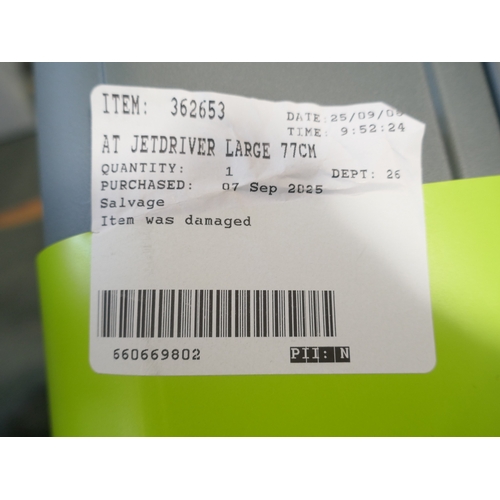 ITEM: 362653
DATE:25/09/08
TIME: 9:52:24
AT JETDRIVER LARGE 77CM
QUANTITY: 1 DEPT: 26
PURCHASED: 07 Sep 2025
Salvage
Item was damaged
660669802 PII: N